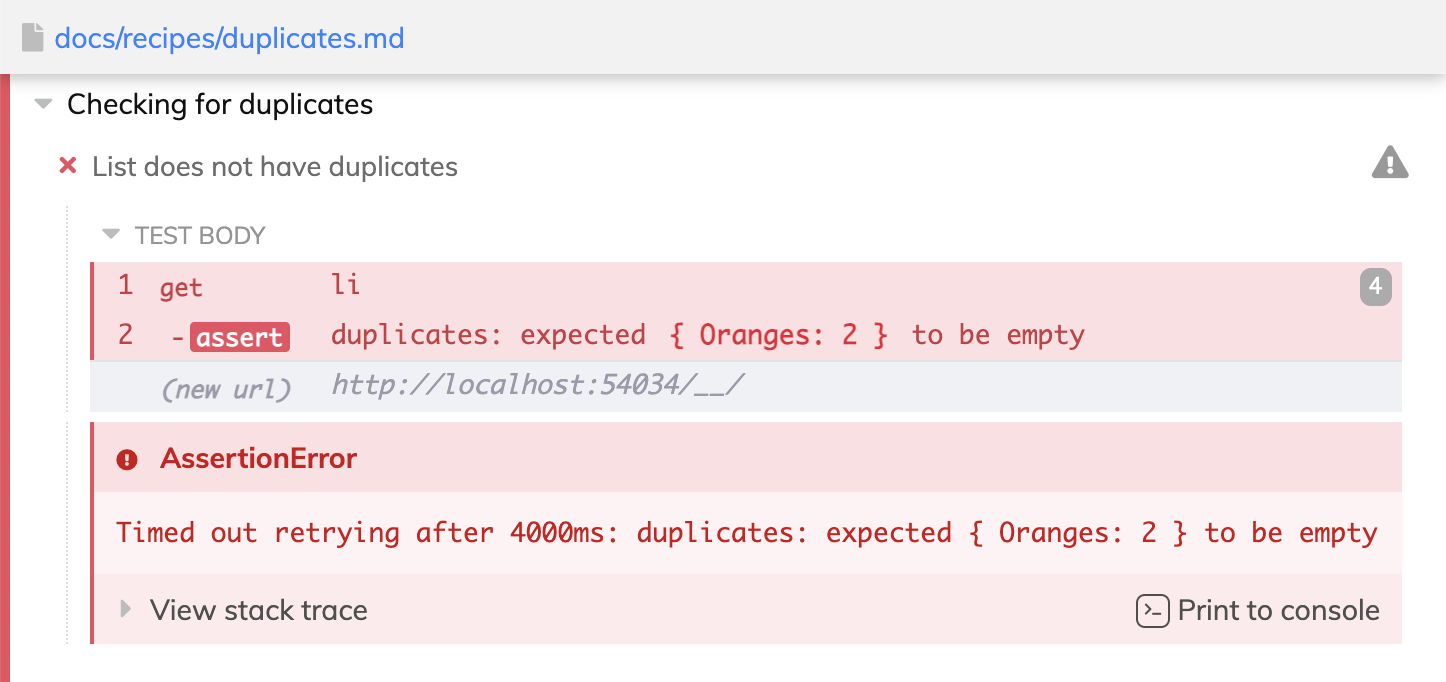 docs/recipes/duplicates.md
Checking for duplicates
List does not have duplicates
TEST BODY
1 get li 4
2 -assert duplicates: expected { Oranges: 2 } to be empty
(new url) http://localhost:54034/__/
AssertionError
Timed out retrying after 4000ms: duplicates: expected { Oranges: 2 } to be empty
View stack trace Print to console